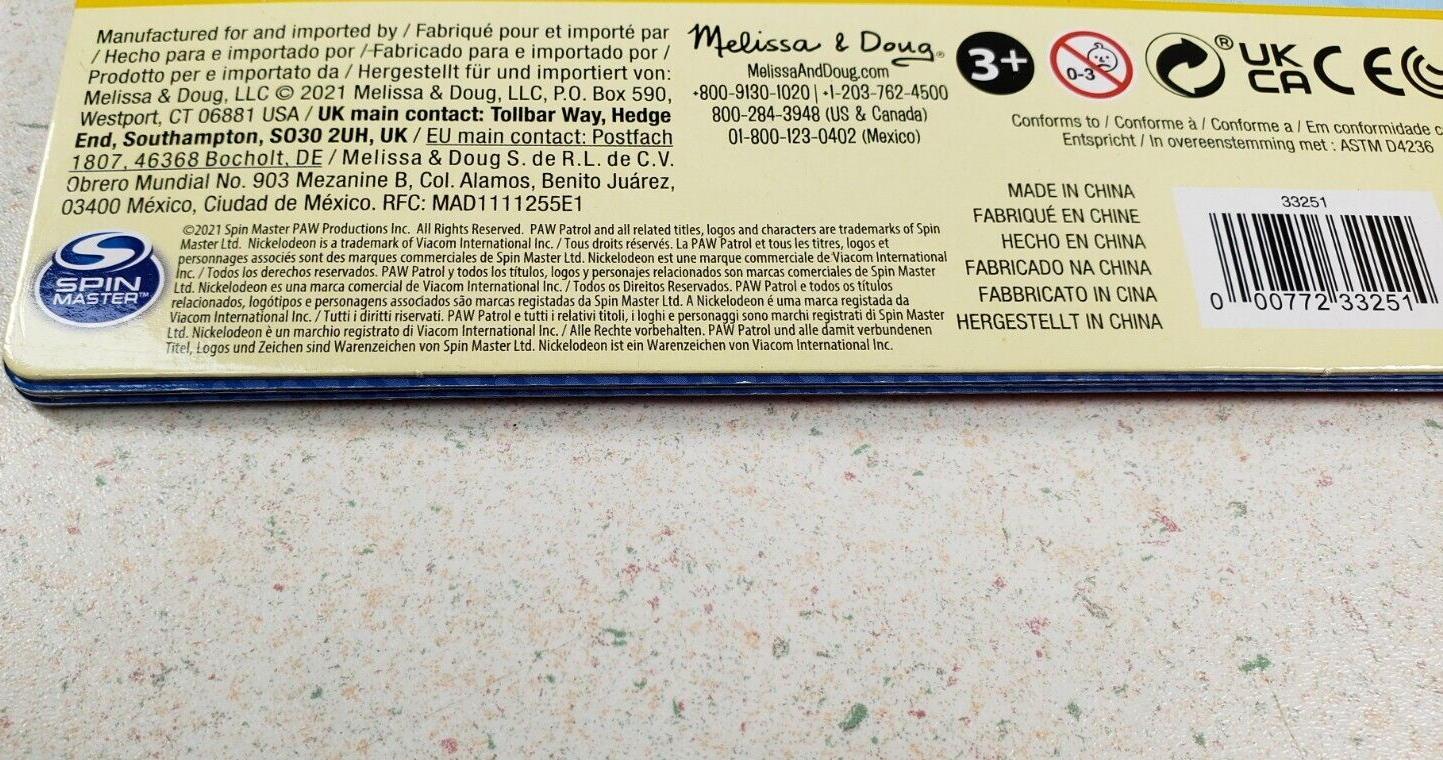 Manufactured for and imported by / Fabriqué pour et importé par
/ Hecho para e importado por / Fabricado para e importado por /
Prodotto per e importato da / Hergestellt für und importiert von:
Melissa & Doug, LLC © 2021 Melissa & Doug, LLC, P.O. Box 590,
Westport, CT 06881 USA / UK main contact: Tollbar Way, Hedge
End, Southampton, SO30 2UH, UK / EU main contact: Postfach
1807, 46368 Bocholt, DE / Melissa & Doug S. de R.L. de C.V.
Obrero Mundial No. 903 Mezanine B, Col. Alamos, Benito Juárez,
03400 México, Ciudad de México. RFC: MAD1111255E1
Melissa & Doug®
MelissaAndDoug.com
+800-9130-1020 | +1-203-762-4500
800-284-3948 (US & Canada)
01-800-123-0402 (Mexico)
3+
0-3
®
UK
CA
CE
Conforms to / Conforme à / Conforme a / Em conformidade c
Entspricht / In overeenstemming met : ASTM D4236
SPIN
MASTER™
©2021 Spin Master PAW Productions Inc. All Rights Reserved. PAW Patrol and all related titles, logos and characters are trademarks of Spin
Master Ltd. Nickelodeon is a trademark of Viacom International Inc. / Tous droits réservés. La PAW Patrol et tous les titres, logos et
personnages associés sont des marques commerciales de Spin Master Ltd. Nickelodeon est une marque commerciale de Viacom International
Inc. / Todos los derechos reservados. PAW Patrol y todos los títulos, logos y personajes relacionados son marcas comerciales de Spin Master
Ltd. Nickelodeon es una marca comercial de Viacom International Inc. / Todos os Direitos Reservados. PAW Patrol e todos os títulos
relacionados, logótipos e personagens associados são marcas registadas da Spin Master Ltd. A Nickelodeon é uma marca registada da
Viacom International Inc. / Tutti i diritti riservati. PAW Patrol e tutti i relativi titoli, i loghi e personaggi sono marchi registrati di Spin Master
Ltd. Nickelodeon è un marchio registrato di Viacom International Inc. / Alle Rechte vorbehalten. PAW Patrol und alle damit verbundenen
Titel, Logos und Zeichen sind Warenzeichen von Spin Master Ltd. Nickelodeon ist ein Warenzeichen von Viacom International Inc.
MADE IN CHINA
FABRIQUÉ EN CHINE
HECHO EN CHINA
FABRICADO NA CHINA
FABBRICATO IN CINA
HERGESTELLT IN CHINA
33251
0 00772 33251